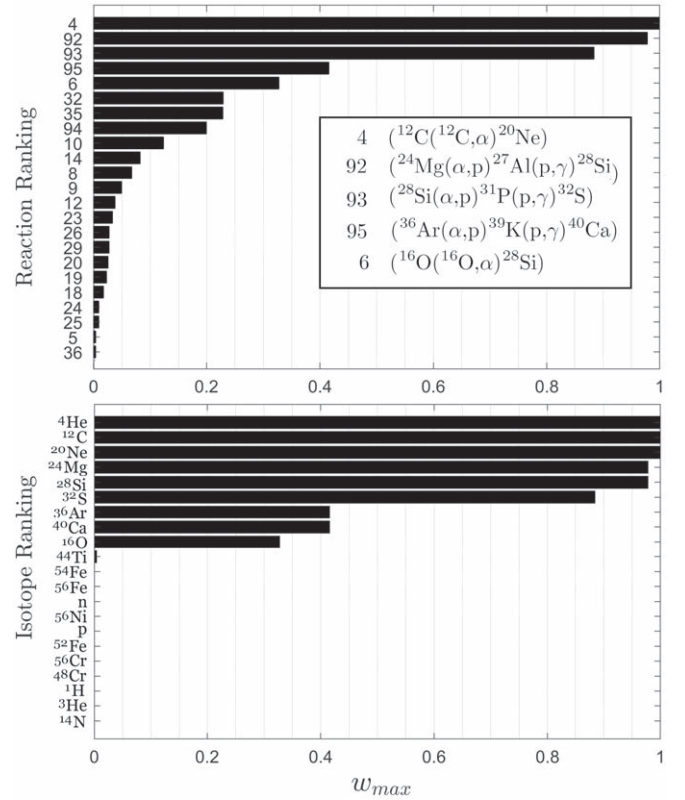 Reaction Ranking
4
92
93
95
6
32
35
94
10
14
8
9
12
23
26
29
20
19
18
24
25
5
36
4 (¹²C(¹²C,α)²⁰Ne)
92 (²⁴Mg(α,p)²⁷Al(p,γ)²⁸Si)
93 (²⁸Si(α,p)³¹P(p,γ)³²S)
95 (³⁶Ar(α,p)³⁹K(p,γ)⁴⁰Ca)
6 (¹⁶O(¹⁶O,α)²⁸Si)
0 0.2 0.4 0.6 0.8 1
Isotope Ranking
⁴He
¹²C
²⁰Ne
²⁴Mg
²⁸Si
³²S
³⁶Ar
⁴⁰Ca
¹⁶O
⁴⁴Ti
⁵⁴Fe
⁵⁶Fe
n
⁵⁶Ni
p
⁵²Fe
⁵⁶Cr
⁴⁸Cr
¹H
³He
¹⁴N
0 0.2 0.4 0.6 0.8 1
w_max